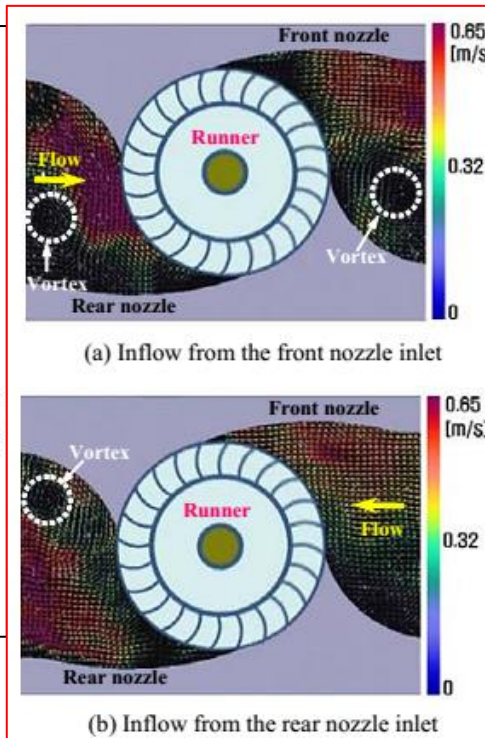 Front nozzle
0.65
[m/s]
Runner
Flow
0.32
Vortex
Vortex
Rear nozzle
0
(a) Inflow from the front nozzle inlet
Front nozzle
0.65
[m/s]
Vortex
Runner
Flow
0.32
Rear nozzle
0
(b) Inflow from the rear nozzle inlet